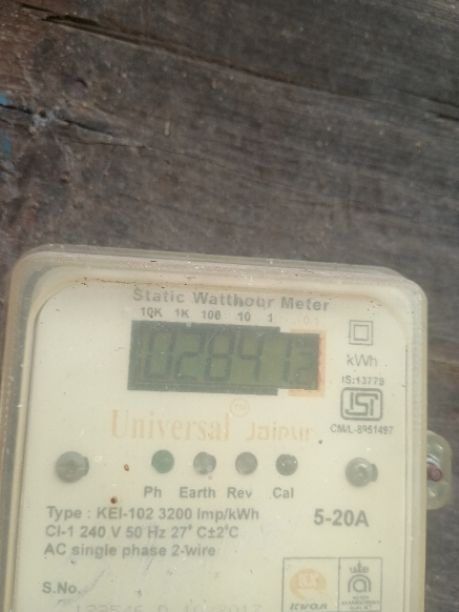 Static Watthour Meter
10K 1K 100 10 1
kWh
IS:13779
CM/L-8951497
Universal Jaipur
Ph Earth Rev Cal
Type : KEI-102 3200 Imp/kWh
5-20A
Cl-1 240 V 50 Hz 27° C±2°C
AC single phase 2-wire
S.No.